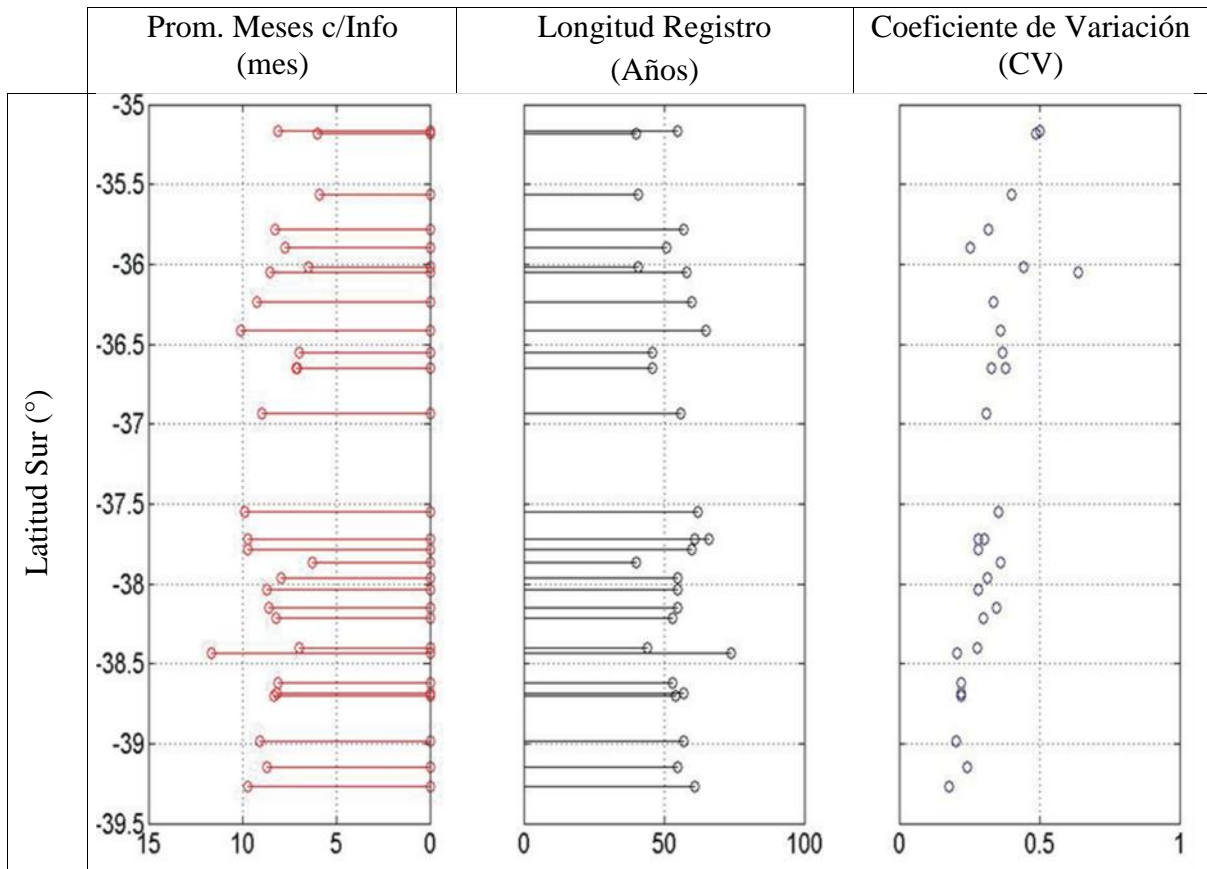 Prom. Meses c/Info
(mes)
Longitud Registro
(Años)
Coeficiente de Variación
(CV)
Latitud Sur (°)
-35
-35.5
-36
-36.5
-37
-37.5
-38
-38.5
-39
-39.5
15 10 5 0
0 50 100
0 0.5 1